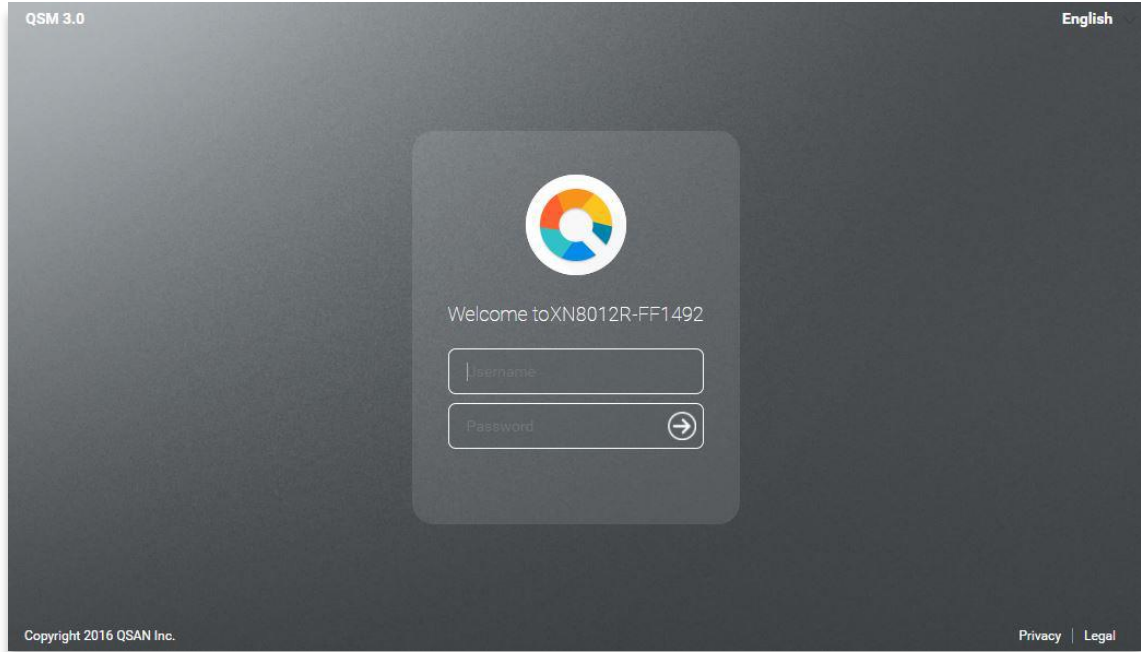 QSM 3.0
English
Welcome toXN8012R-FF1492
Username
Password
Copyright 2016 QSAN Inc.
Privacy | Legal